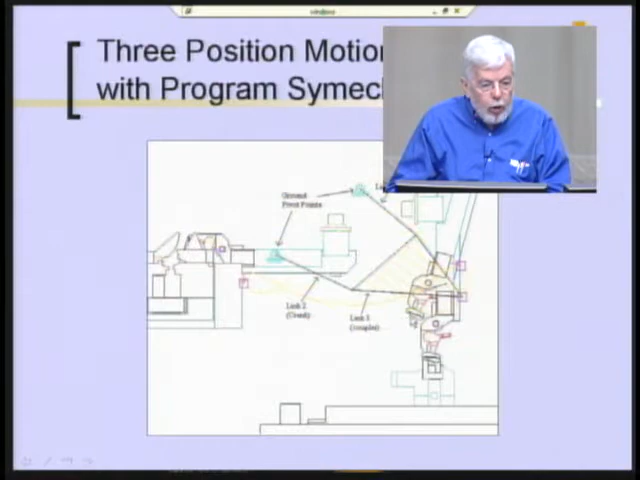 Three Position Motion
with Program Symech
Ground
Pivot Points
Link 2
(Crank)
Link 3
(coupler)